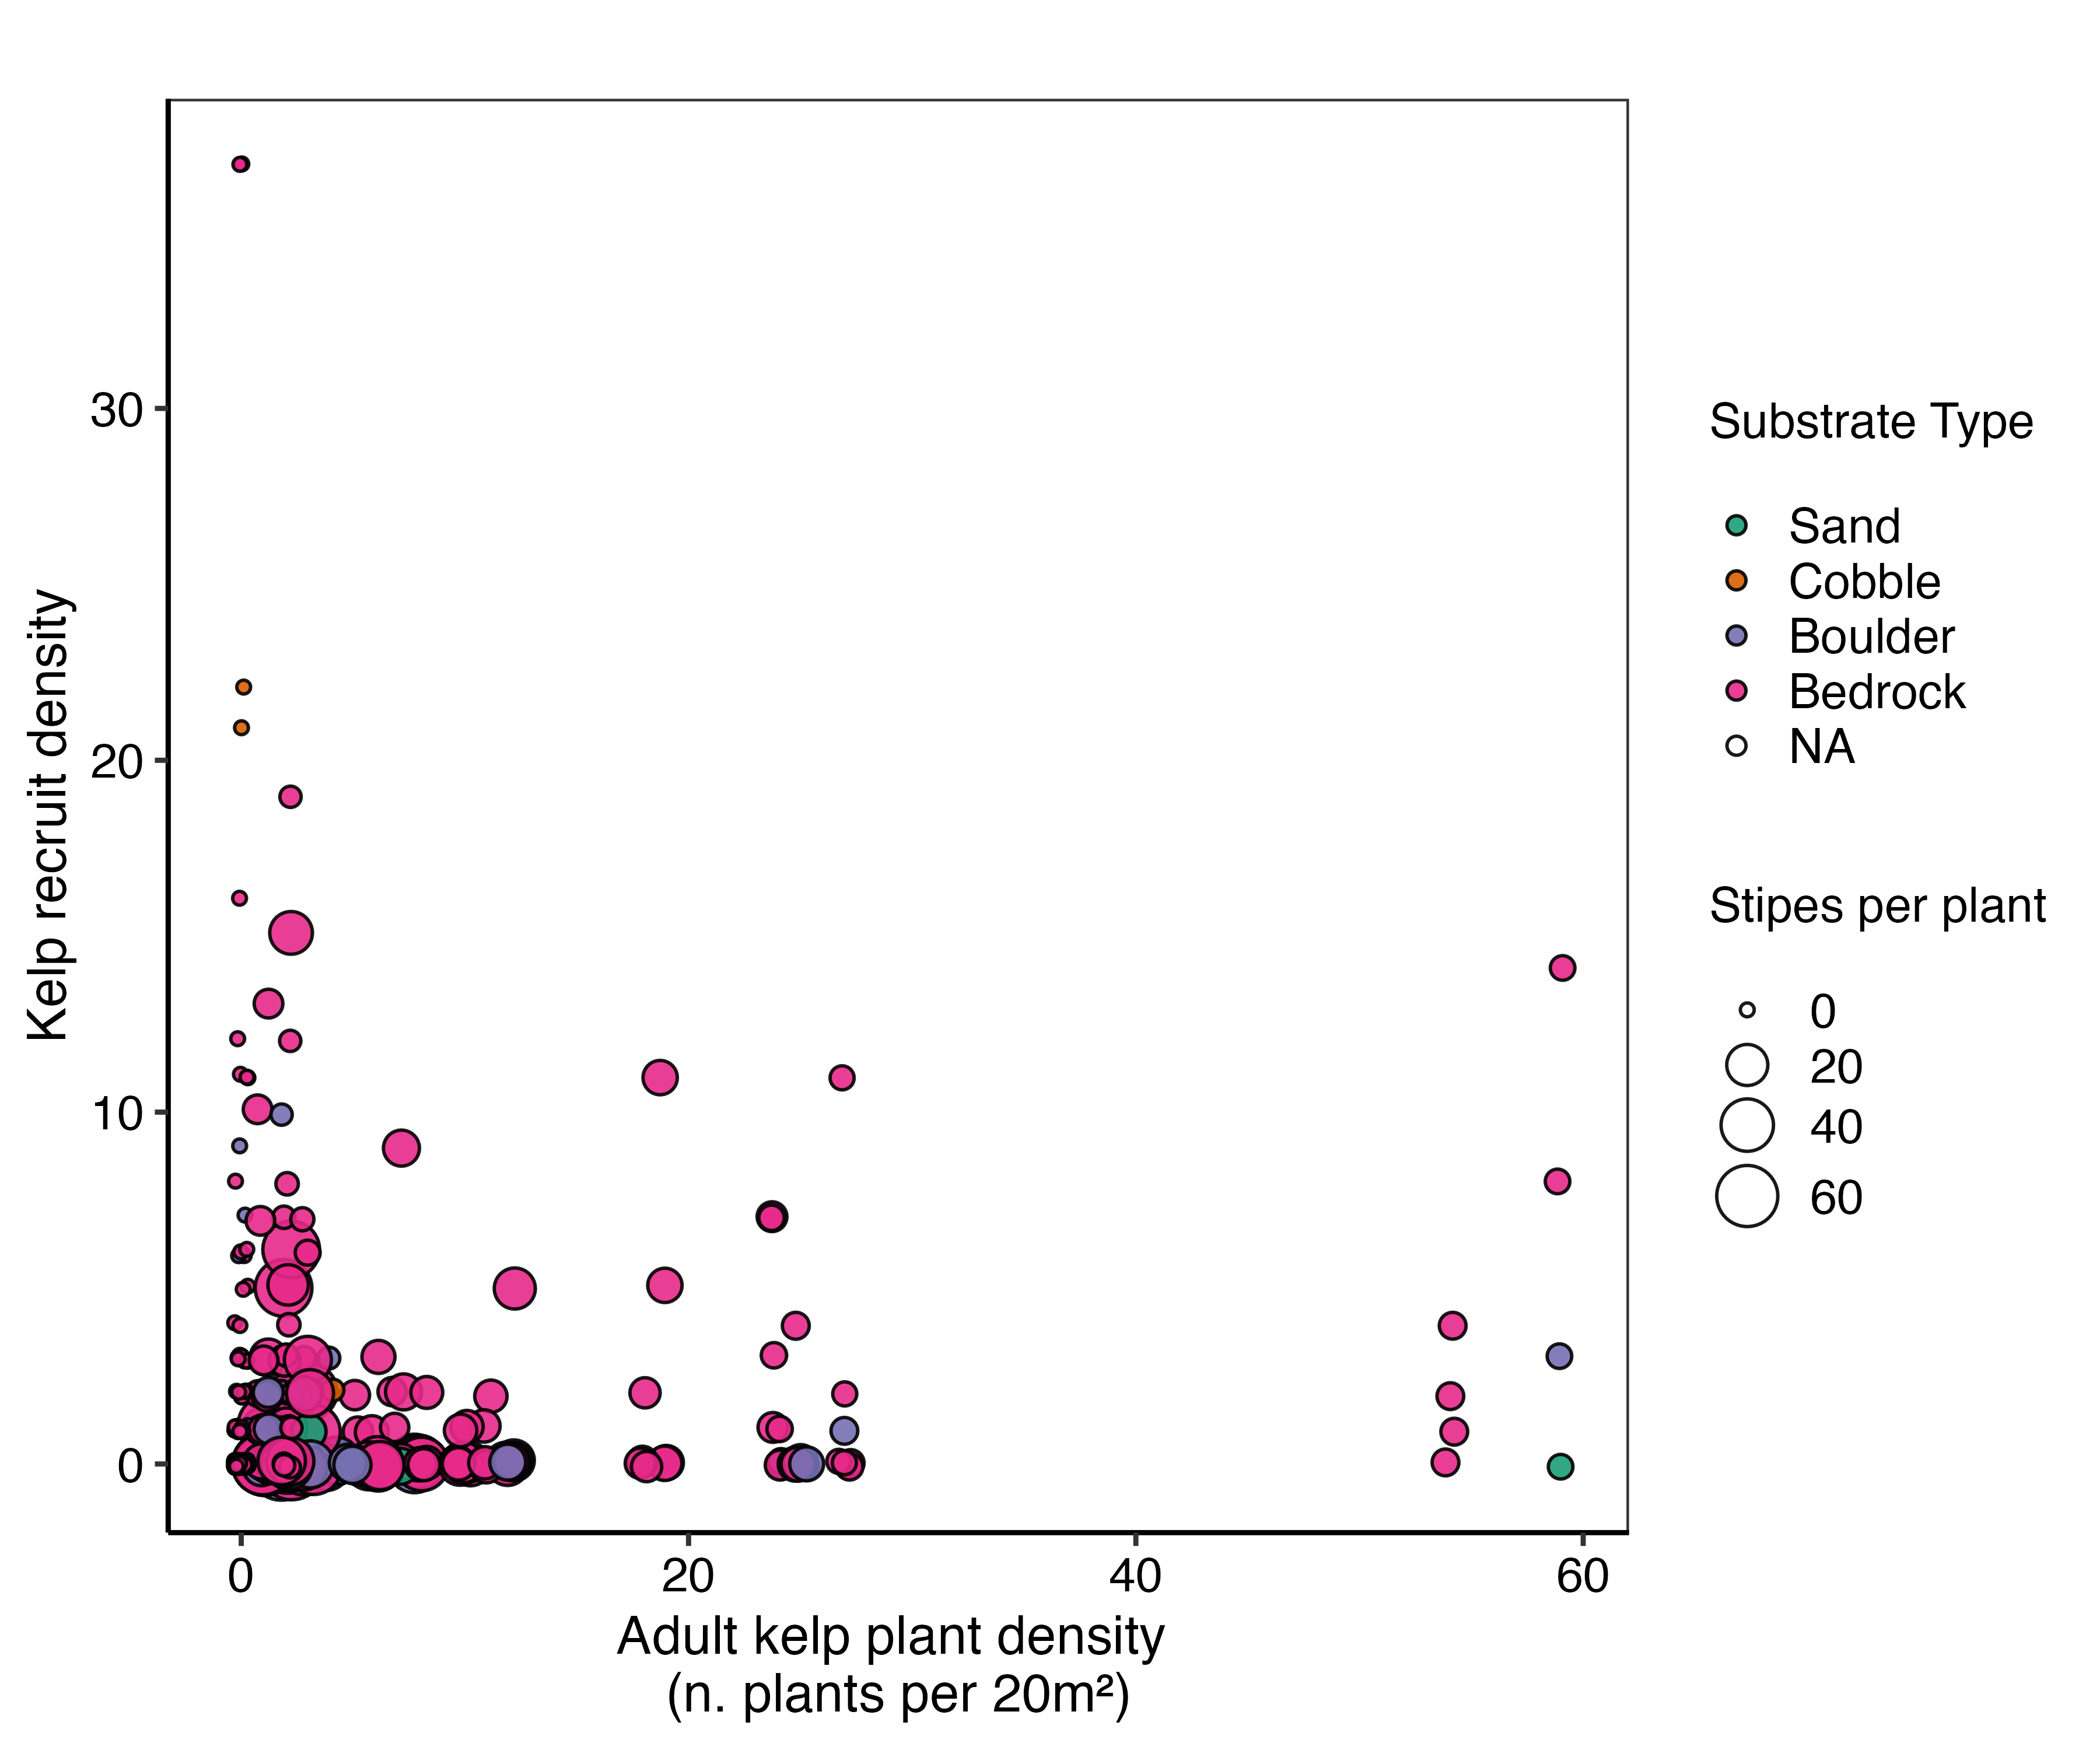 Kelp recruit density
30
20
10
0
0
20
40
60
Adult kelp plant density
(n. plants per 20m²)
Substrate Type
Sand
Cobble
Boulder
Bedrock
NA
Stipes per plant
0
20
40
60